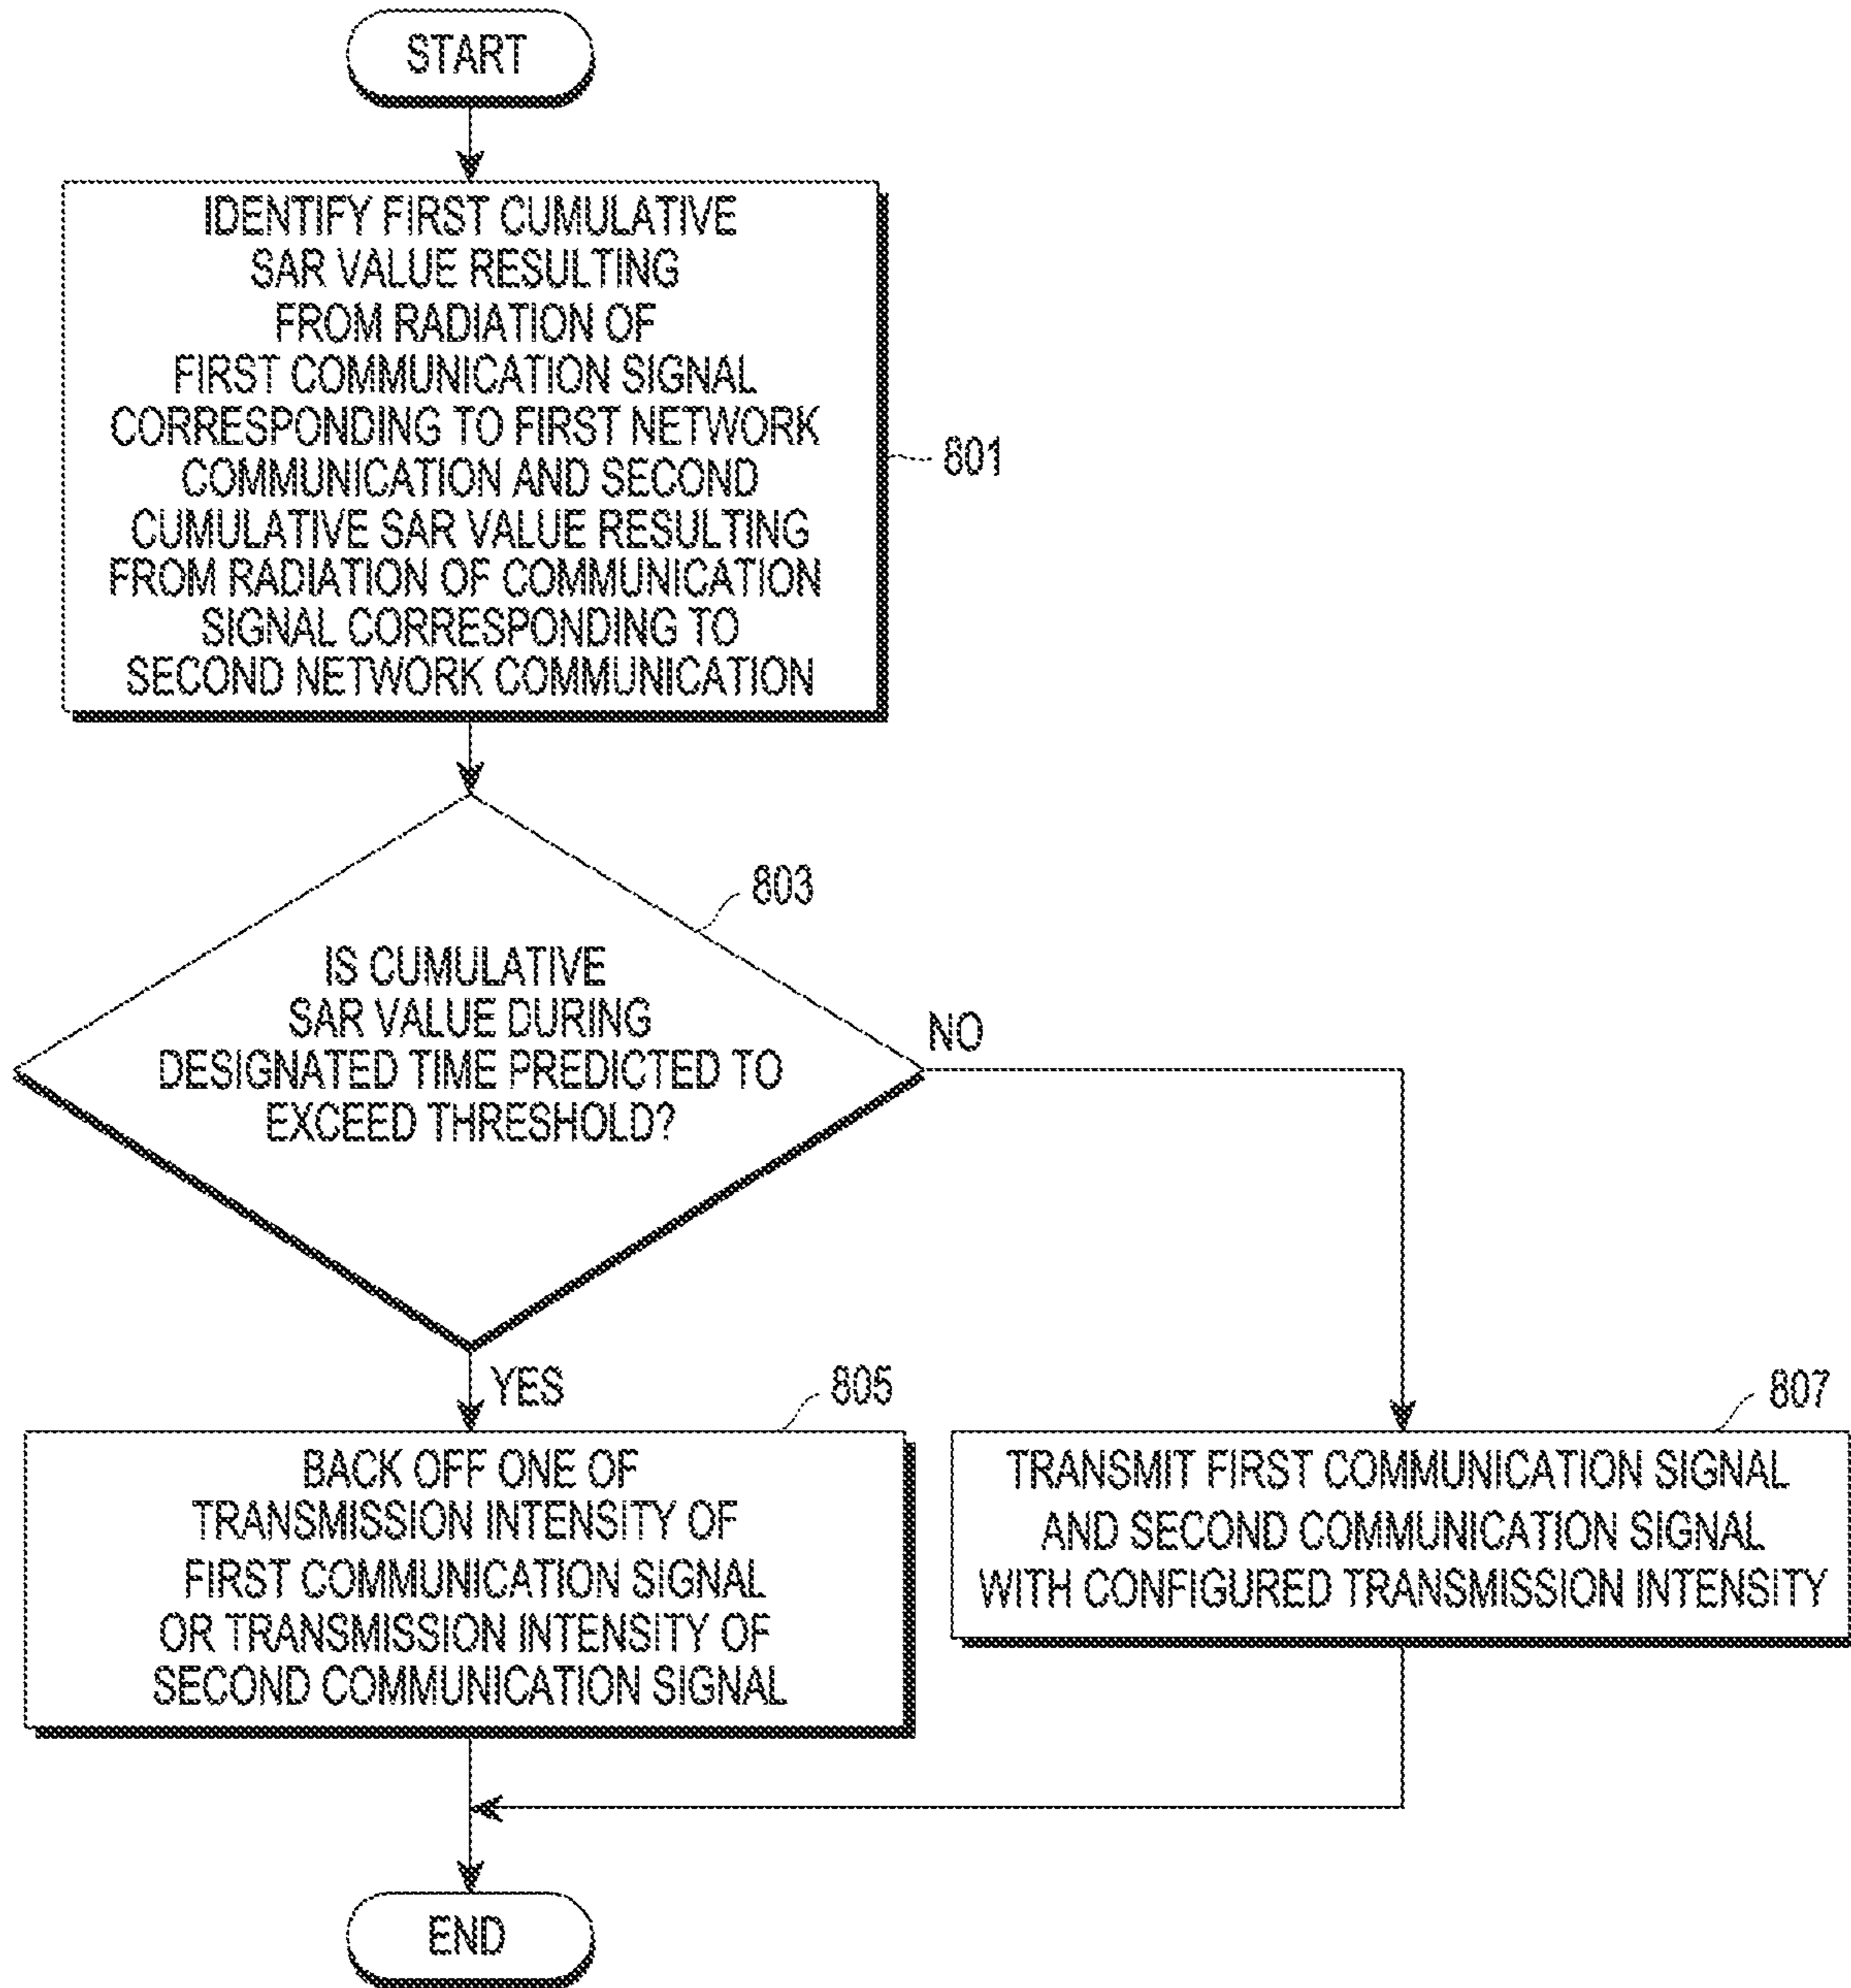 START
IDENTIFY FIRST CUMULATIVE
SAR VALUE RESULTING
FROM RADIATION OF
FIRST COMMUNICATION SIGNAL
CORRESPONDING TO FIRST NETWORK
COMMUNICATION AND SECOND
CUMULATIVE SAR VALUE RESULTING
FROM RADIATION OF COMMUNICATION
SIGNAL CORRESPONDING TO
SECOND NETWORK COMMUNICATION
801
803
IS CUMULATIVE
SAR VALUE DURING
DESIGNATED TIME PREDICTED TO
EXCEED THRESHOLD?
NO
YES
805
BACK OFF ONE OF
TRANSMISSION INTENSITY OF
FIRST COMMUNICATION SIGNAL
OR TRANSMISSION INTENSITY OF
SECOND COMMUNICATION SIGNAL
807
TRANSMIT FIRST COMMUNICATION SIGNAL
AND SECOND COMMUNICATION SIGNAL
WITH CONFIGURED TRANSMISSION INTENSITY
END